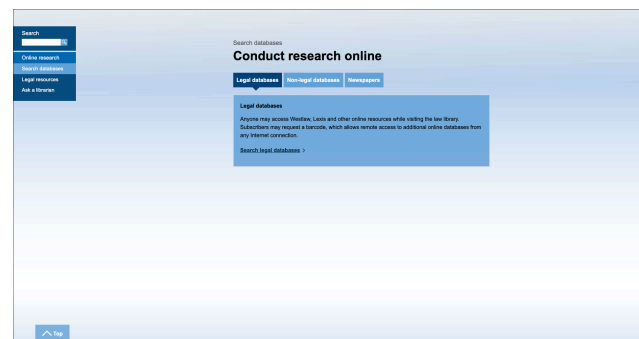 Search
Online research
Search databases
Legal resources
Ask a librarian
Search databases
Conduct research online
Legal databases
Non-legal databases
Newspapers
Legal databases
Anyone may access Westlaw, Lexis and other online resources while visiting the law library.
Subscribers may request a barcode, which allows remote access to additional online databases from
any Internet connection.
Search legal databases >
Top